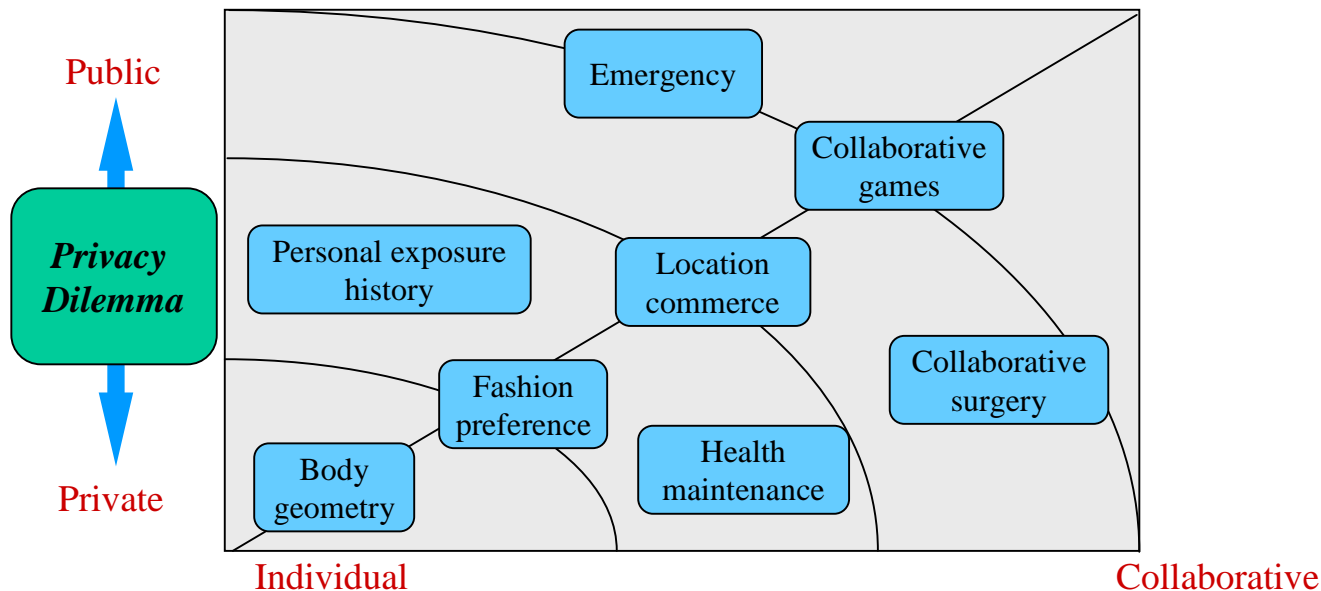 Public
Privacy
Dilemma
Private
Emergency
Collaborative
games
Personal exposure
history
Location
commerce
Collaborative
surgery
Fashion
preference
Health
maintenance
Body
geometry
Individual
Collaborative